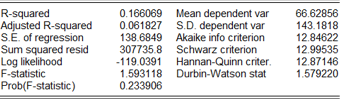 R-squared 0.166069 Mean dependent var 66.62856
Adjusted R-squared 0.061827 S.D. dependent var 143.1818
S.E. of regression 138.6849 Akaike info criterion 12.84622
Sum squared resid 307735.8 Schwarz criterion 12.99535
Log likelihood -119.0391 Hannan-Quinn criter. 12.87146
F-statistic 1.593118 Durbin-Watson stat 1.579220
Prob(F-statistic) 0.233906